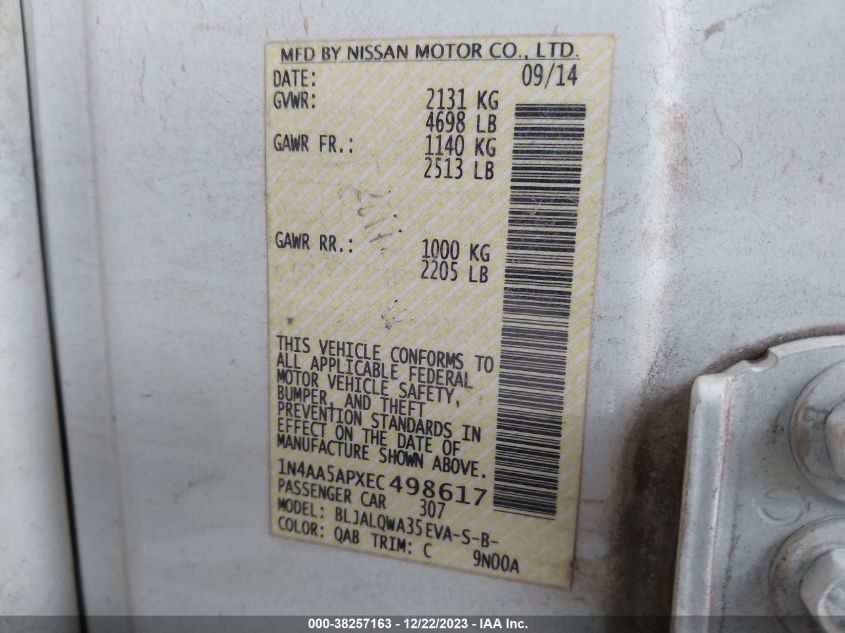 MFD BY NISSAN MOTOR CO., LTD.
DATE: 09/14
GVWR: 2131 KG
4698 LB
GAWR FR.: 1140 KG
2513 LB
GAWR RR.: 1000 KG
2205 LB
THIS VEHICLE CONFORMS TO
ALL APPLICABLE FEDERAL
MOTOR VEHICLE SAFETY,
BUMPER, AND THEFT
PREVENTION STANDARDS IN
EFFECT ON THE DATE OF
MANUFACTURE SHOWN ABOVE.
1N4AA5APXEC498617
PASSENGER CAR 307
MODEL: BLJALQWA35EVA-S-B-
COLOR: QAB TRIM: C 9N00A
000-38257163 - 12/22/2023 - IAA Inc.